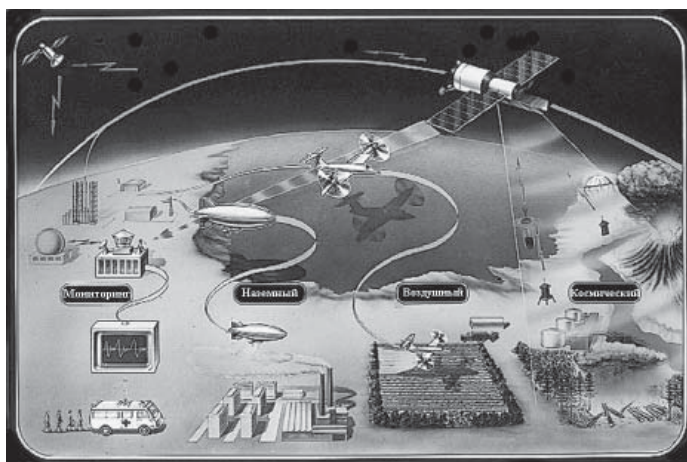 Мониторинг
Наземный
Воздушный
Космический